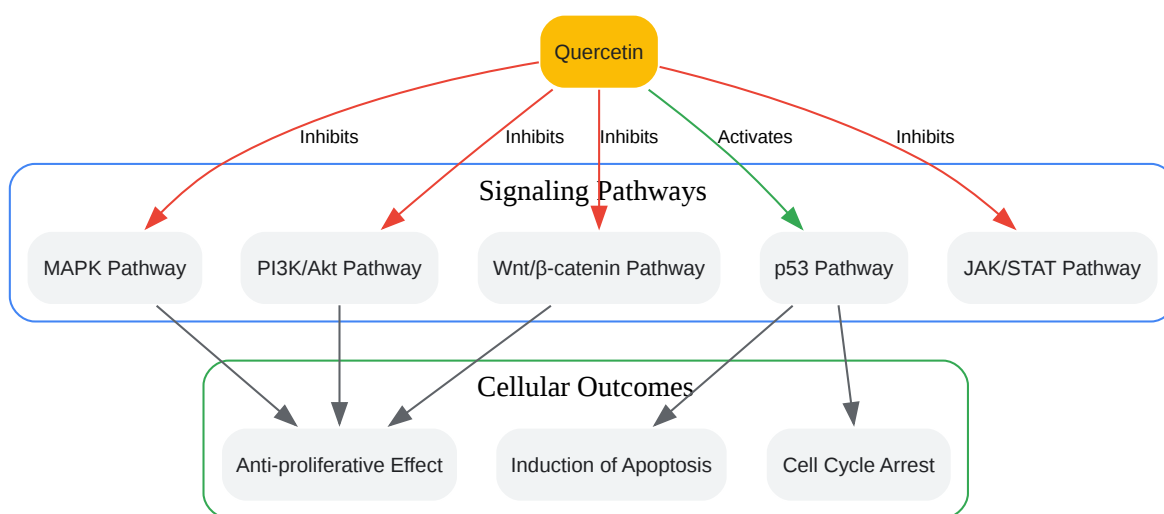 Quercetin
Inhibits
Inhibits
Inhibits
Activates
Inhibits
Signaling Pathways
MAPK Pathway
PI3K/Akt Pathway
Wnt/β-catenin Pathway
p53 Pathway
JAK/STAT Pathway
Cellular Outcomes
Anti-proliferative Effect
Induction of Apoptosis
Cell Cycle Arrest